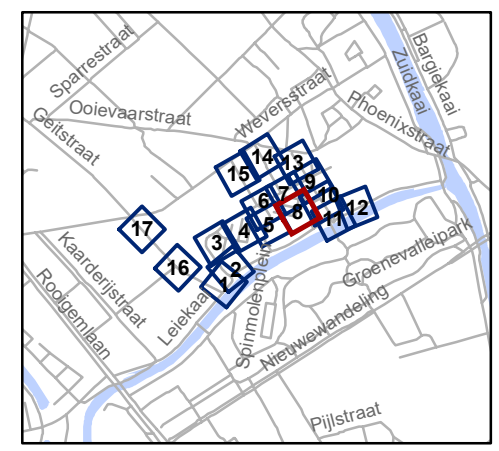 Sparrestraat
Bargiekaai
Zuidkaai
Ooievaarstraat
Weversstraat
Phoenixstraat
Geitstraat
14
13
15
9
7
10
6
8
12
11
5
4
17
3
16
2
1
Kaarderijstraat
Groenevalleipark
Rooigemlaan
Leiekaai
Spinmolenplein
Nieuwewandeling
Pijlstraat